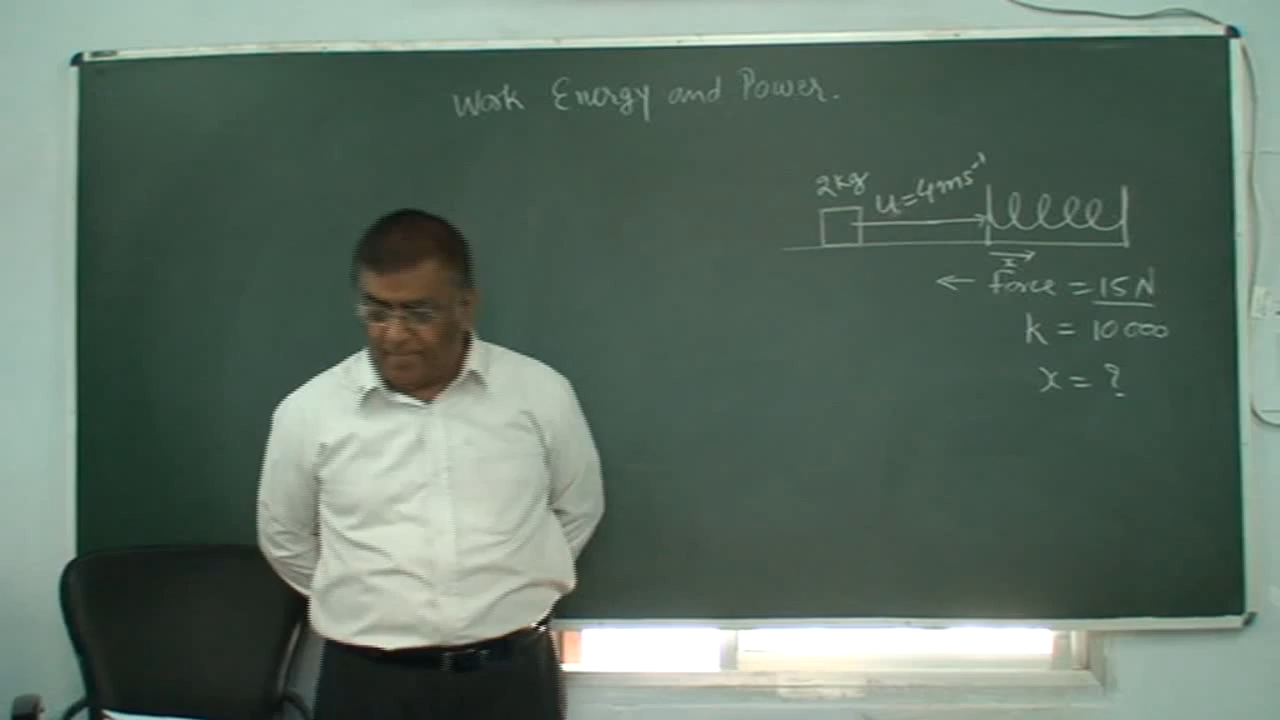 Work Energy and Power.
2kg
u=4ms⁻¹
x
← force = 15N
k = 10000
x = ?